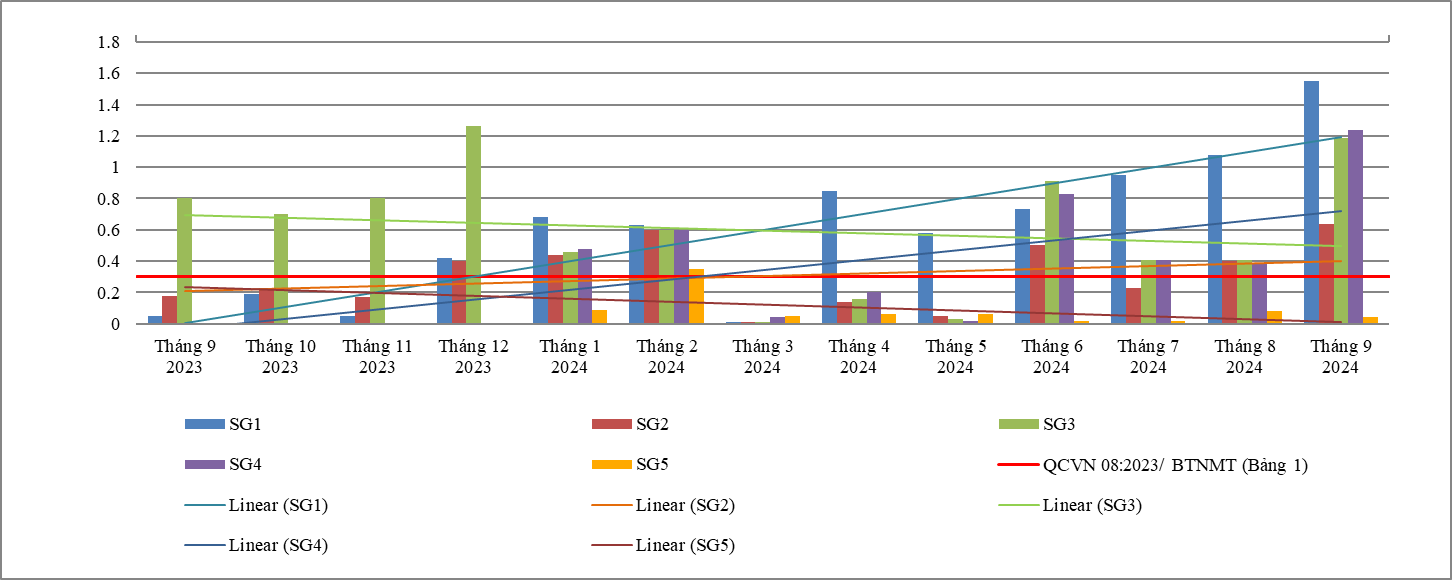 1.8
1.6
1.4
1.2
1
0.8
0.6
0.4
0.2
0
Tháng 9 Tháng 10 Tháng 11 Tháng 12 Tháng 1 Tháng 2 Tháng 3 Tháng 4 Tháng 5 Tháng 6 Tháng 7 Tháng 8 Tháng 9
2023 2023 2023 2023 2024 2024 2024 2024 2024 2024 2024 2024 2024
SG1 SG2 SG3
SG4 SG5 QCVN 08:2023/ BTNMT (Bảng 1)
Linear (SG1) Linear (SG2) Linear (SG3)
Linear (SG4) Linear (SG5)